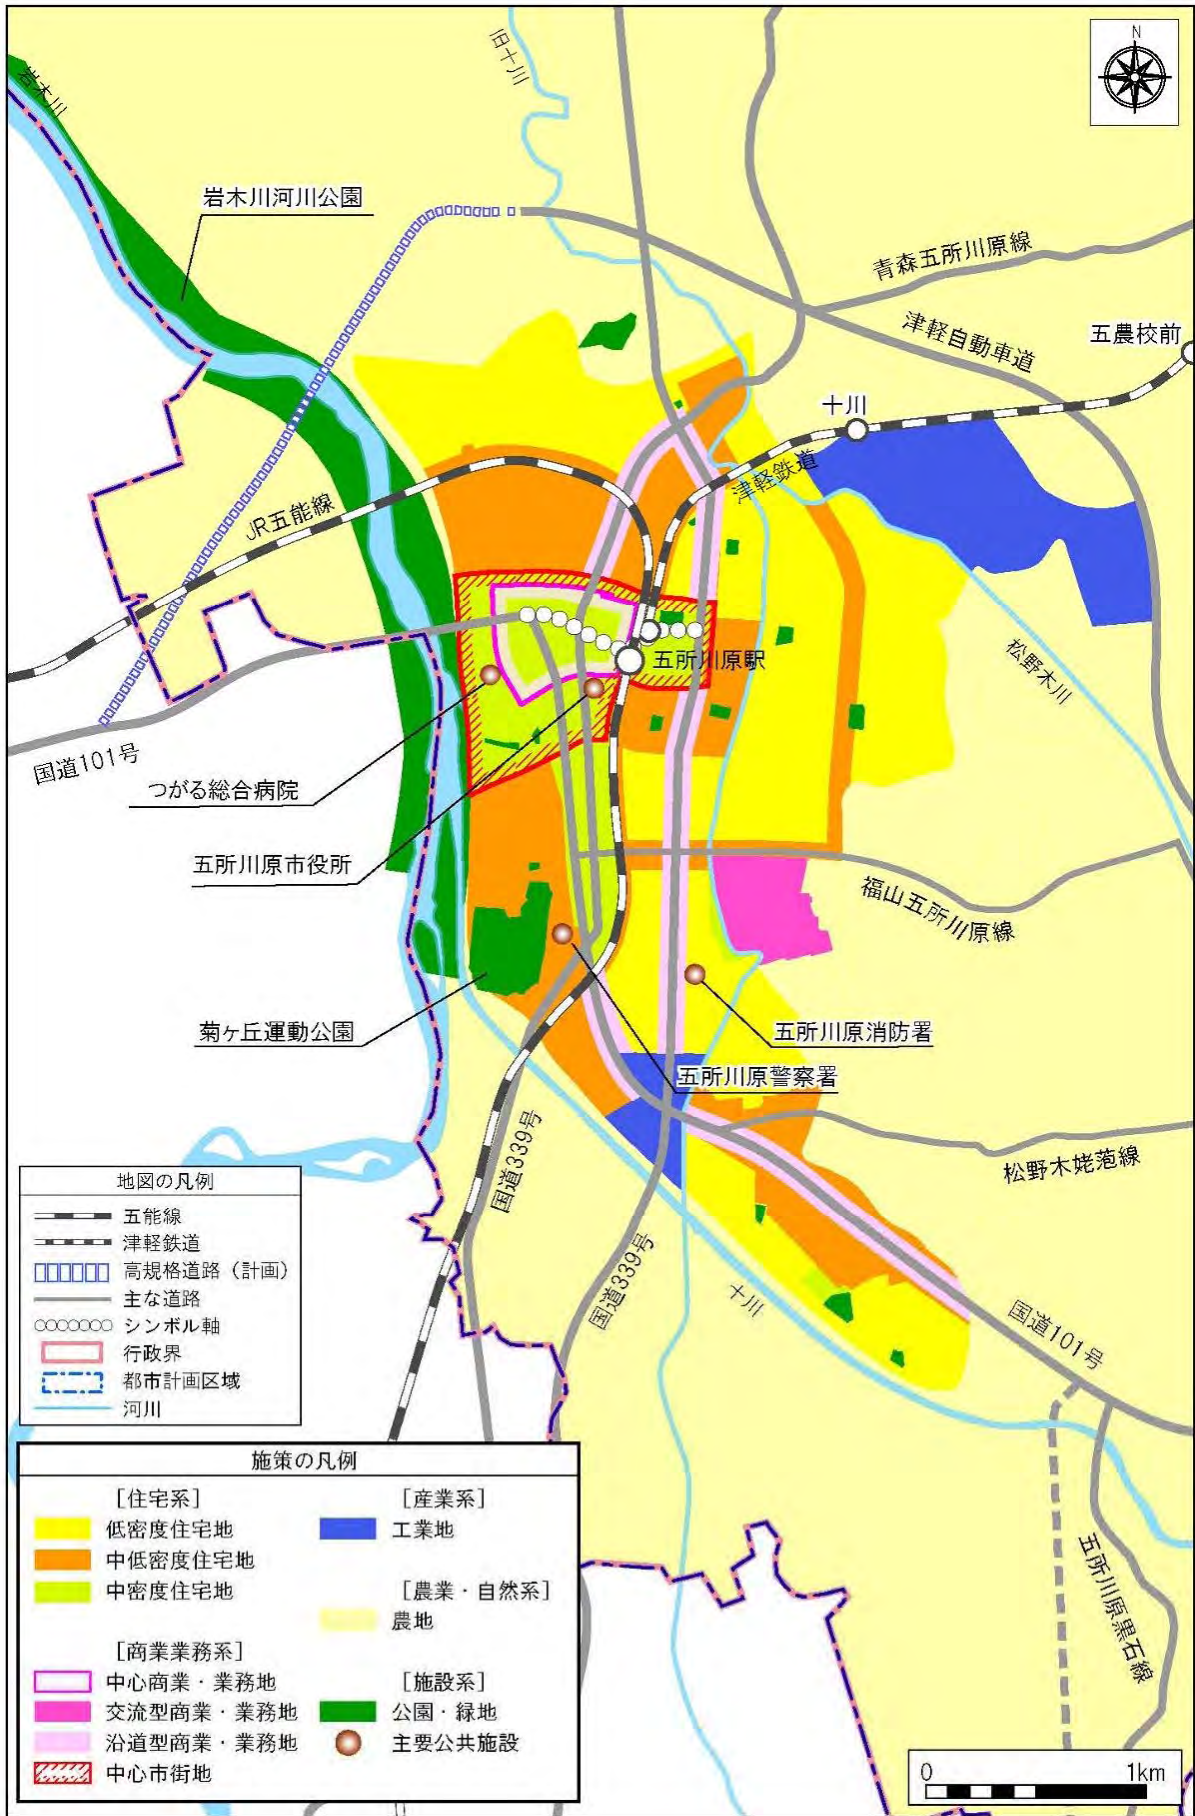 N
岩木川
旧十川
岩木川河川公園
青森五所川原線
津軽自動車道
五農校前
十川
津軽鉄道
JR五能線
松野木川
五所川原駅
国道101号
つがる総合病院
五所川原市役所
福山五所川原線
菊ヶ丘運動公園
五所川原消防署
五所川原警察署
国道339号
松野木姥萢線
国道339号
十川
国道101号
五所川原黒石線
地図の凡例
五能線
津軽鉄道
高規格道路（計画）
主な道路
シンボル軸
行政界
都市計画区域
河川
施策の凡例
［住宅系］
低密度住宅地
中低密度住宅地
中密度住宅地
［商業業務系］
中心商業・業務地
交流型商業・業務地
沿道型商業・業務地
中心市街地
［産業系］
工業地
［農業・自然系］
農地
［施設系］
公園・緑地
主要公共施設
0 1km